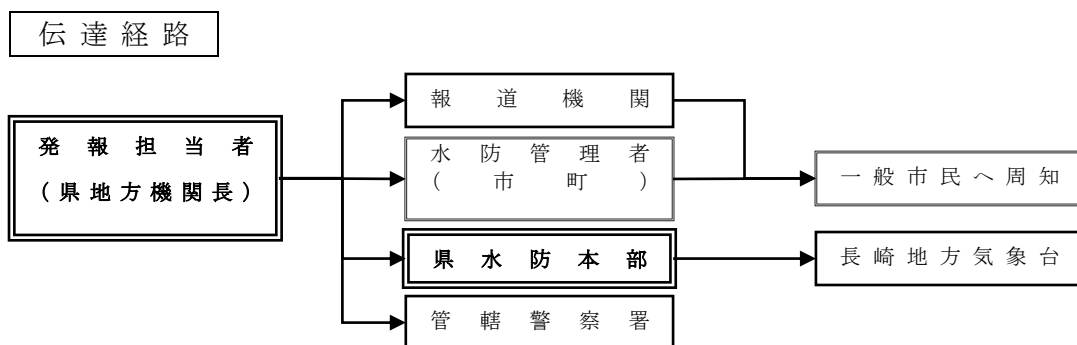 伝達経路
報道機関
発報担当者
(県地方機関長)
水防管理者
(市町)
一般市民へ周知
県水防本部
長崎地方気象台
管轄警察署